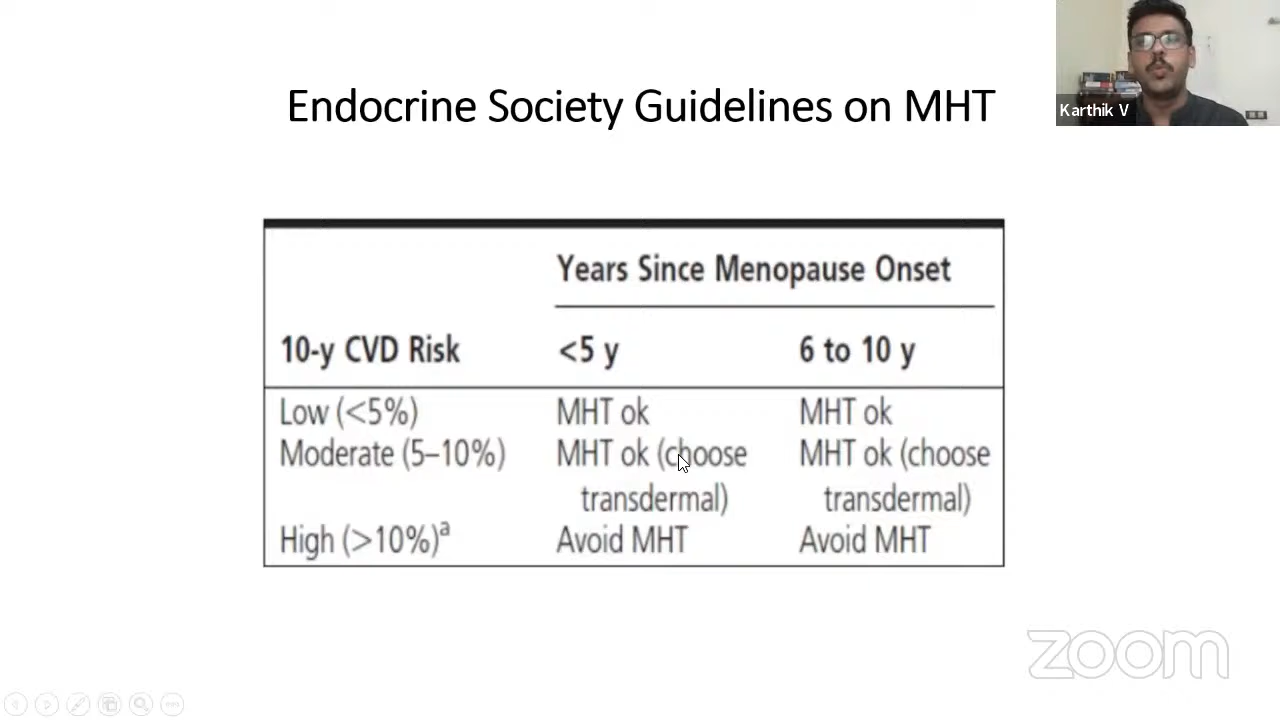 Endocrine Society Guidelines on MHT
Karthik V
Years Since Menopause Onset
10-y CVD Risk <5 y 6 to 10 y
Low (<5%) MHT ok MHT ok
Moderate (5–10%) MHT ok (choose MHT ok (choose
transdermal) transdermal)
High (>10%)a Avoid MHT Avoid MHT
zoom